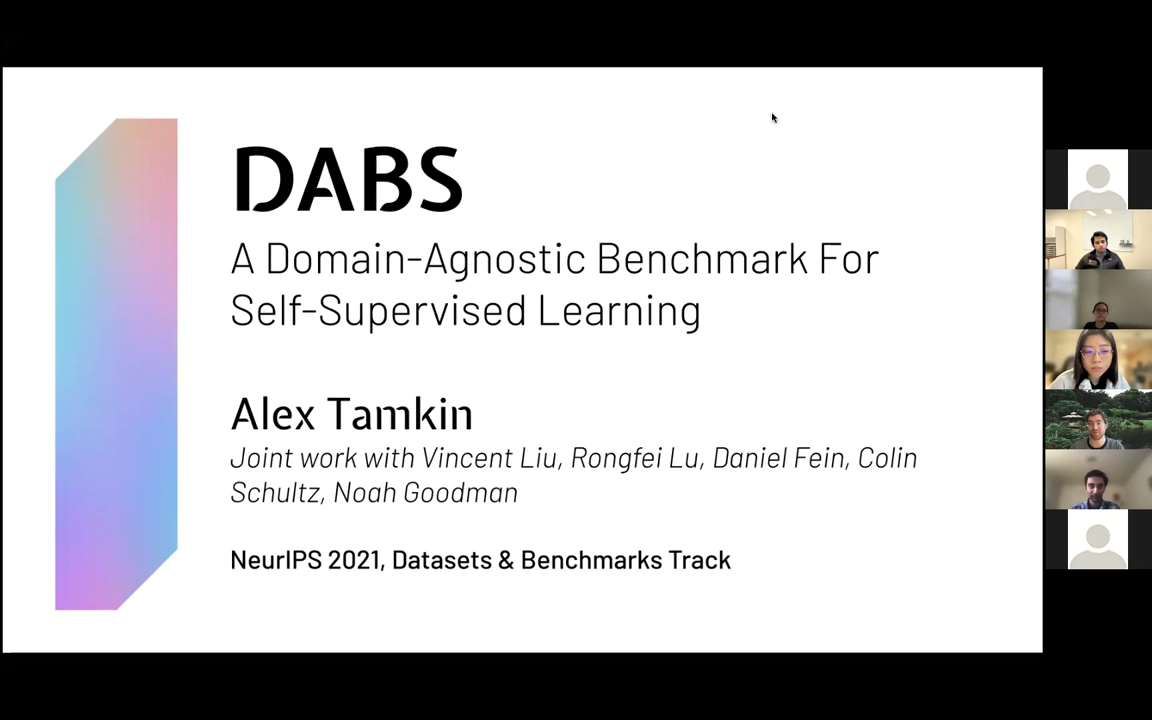 DABS
A Domain-Agnostic Benchmark For
Self-Supervised Learning
Alex Tamkin
Joint work with Vincent Liu, Rongfei Lu, Daniel Fein, Colin
Schultz, Noah Goodman
NeurIPS 2021, Datasets & Benchmarks Track